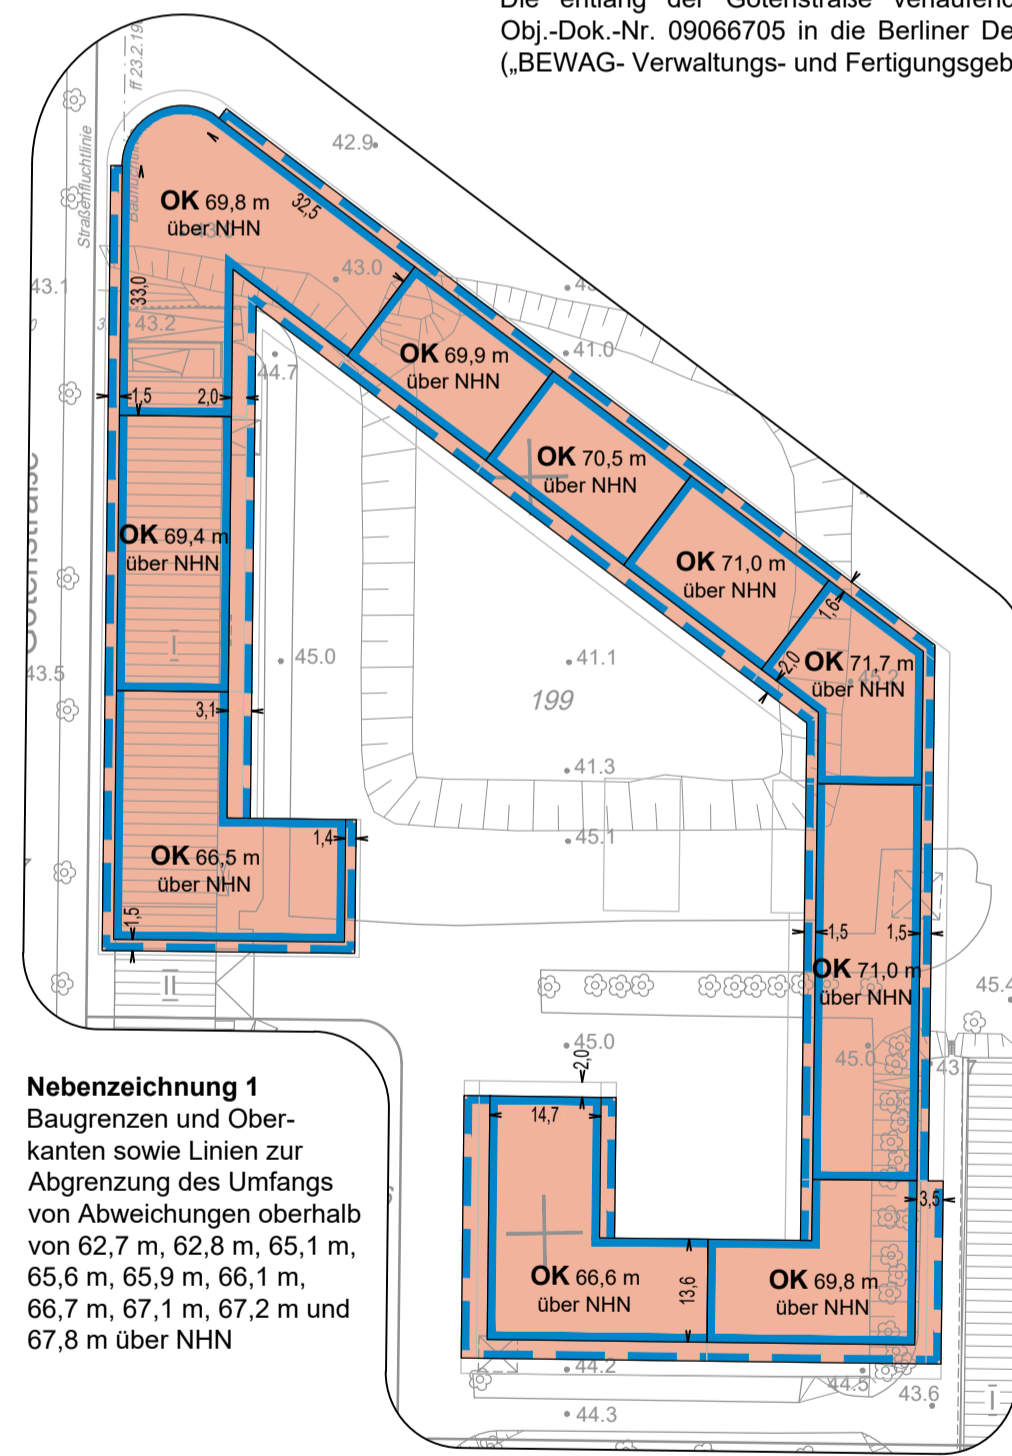 Die entlang der Gotenstraße verlaufend
Obj.-Dok.-Nr. 09066705 in die Berliner De
(„BEWAG- Verwaltungs- und Fertigungsgeb
ff 23.2.19
Straßenfluchtlinie
42.9
OK 69,8 m
über NHN
32,5
43.0
43.1
33,0
43.2
OK 69,9 m
über NHN
41.0
44.7
1,5
2,0
OK 70,5 m
über NHN
OK 69,4 m
über NHN
OK 71,0 m
über NHN
Gotenstraße
1,6
I
45.0
41.1
2,0
OK 71,7 m
über NHN
45.2
43.5
199
3,1
41.3
45.1
1,4
OK 66,5 m
über NHN
1,5
1,5
1,5
OK 71,0 m
über NHN
II
45.4
45.0
45.0
43.7
2,0
14,7
3,5
OK 66,6 m
über NHN
13,6
OK 69,8 m
über NHN
44.2
44.5
43.6
I
44.3
Nebenzeichnung 1
Baugrenzen und Ober-
kanten sowie Linien zur
Abgrenzung des Umfangs
von Abweichungen oberhalb
von 62,7 m, 62,8 m, 65,1 m,
65,6 m, 65,9 m, 66,1 m,
66,7 m, 67,1 m, 67,2 m und
67,8 m über NHN